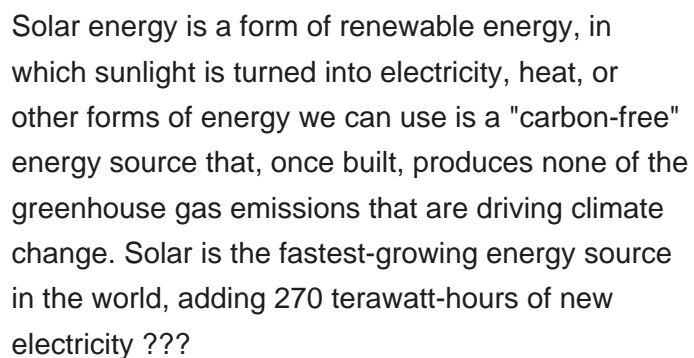 Solar energy is a form of renewable energy, in
which sunlight is turned into electricity, heat, or
other forms of energy we can use is a "carbon-free"
energy source that, once built, produces none of the
greenhouse gas emissions that are driving climate
change. Solar is the fastest-growing energy source
in the world, adding 270 terawatt-hours of new
electricity ???